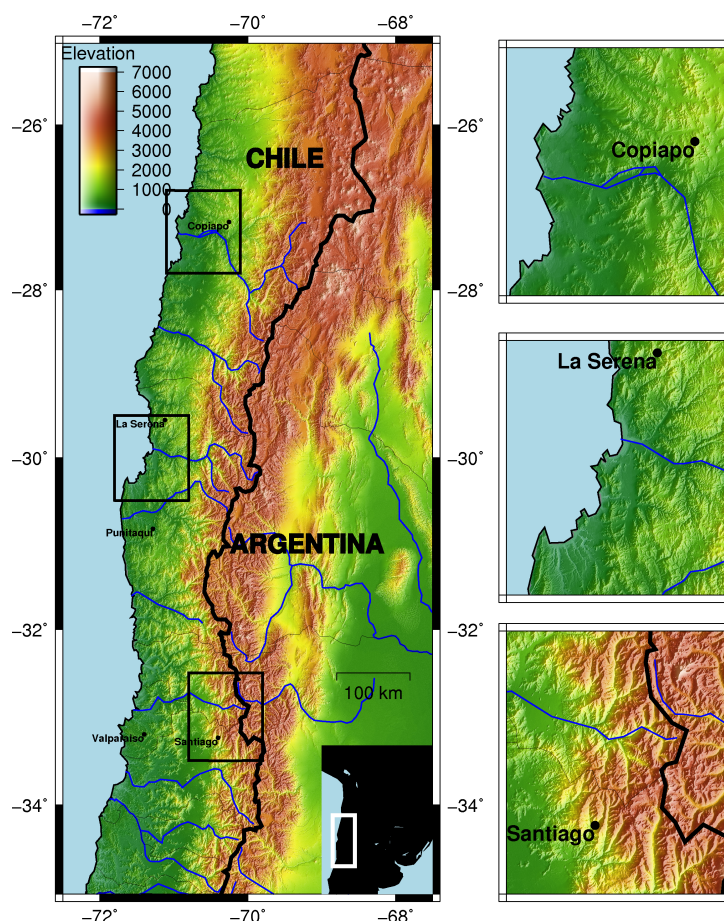 −72˚ −70˚ −68˚
Elevation
7000
6000
5000
4000
3000
2000
1000
0
−26˚
−28˚
−30˚
−32˚
−34˚
CHILE
Copiapo
La Serena
Punitaqui
ARGENTINA
100 km
Valparaiso
Santiago
−72˚ −70˚ −68˚
−26˚
−28˚
−30˚
−32˚
−34˚
Copiapo
La Serena
Santiago